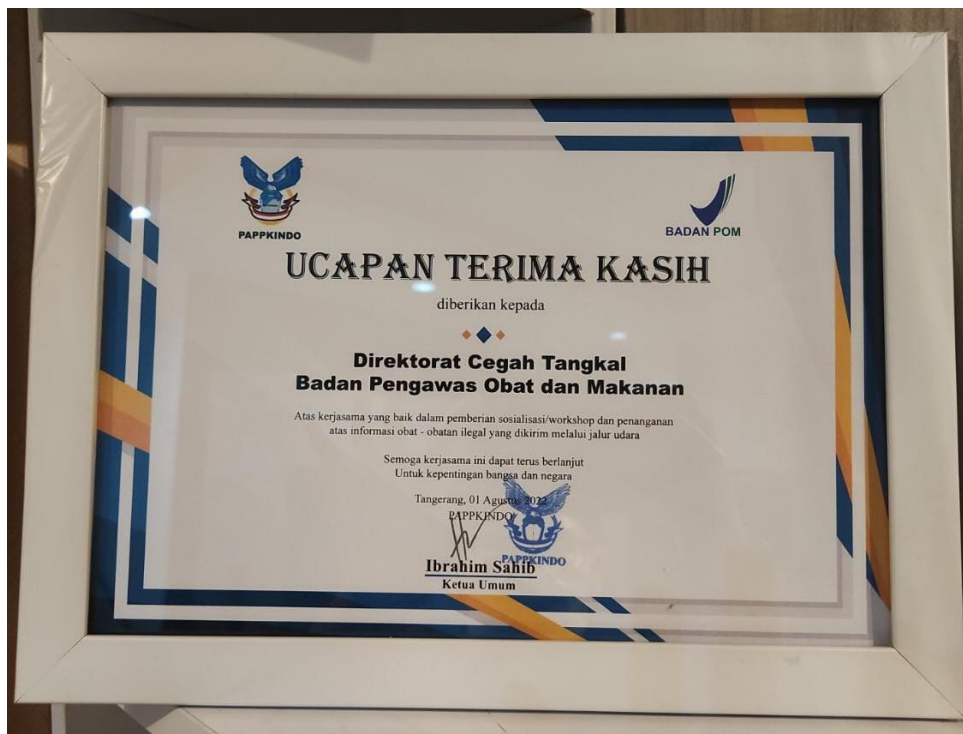 PAPPKINDO
BADAN POM
UCAPAN TERIMA KASIH
diberikan kepada
Direktorat Cegah Tangkal
Badan Pengawas Obat dan Makanan
Atas kerjasama yang baik dalam pemberian sosialisasi/workshop dan penanganan
atas informasi obat - obatan ilegal yang dikirim melalui jalur udara
Semoga kerjasama ini dapat terus berlanjut
Untuk kepentingan bangsa dan negara
Tangerang, 01 Agustus 2022
PAPPKINDO
PAPPKINDO
Ibrahim Sahib
Ketua Umum